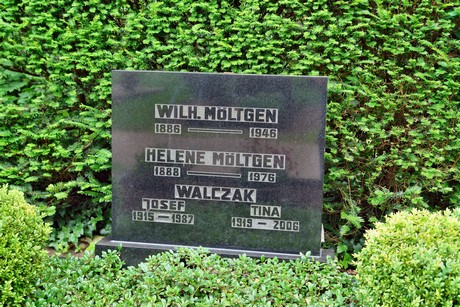 WILH. MÖLTGEN
1886 — 1946
HELENE MÖLTGEN
1888 — 1976
WALCZAK
JOSEF TINA
1915 - 1987 1919 - 2006